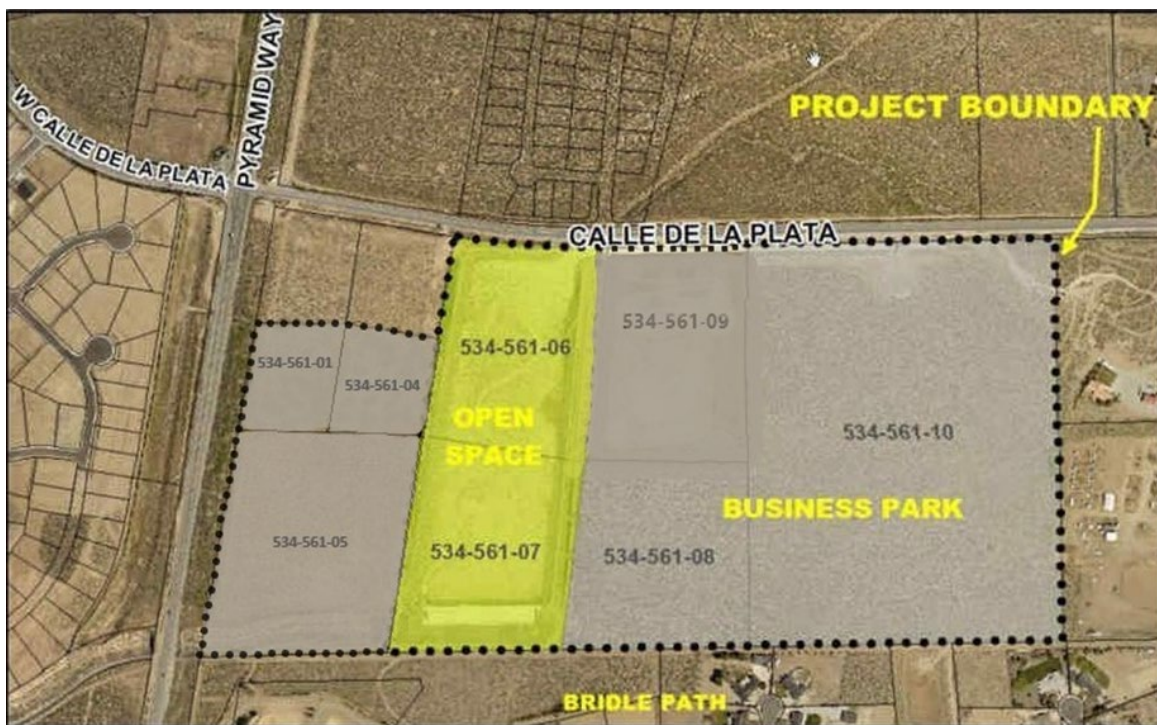 W CALLE DE LA PLATA
PYRAMID WAY
PROJECT BOUNDARY
CALLE DE LA PLATA
534-561-09
534-561-06
534-561-01
534-561-04
OPEN
SPACE
534-561-10
BUSINESS PARK
534-561-05
534-561-07
534-561-08
BRIDLE PATH